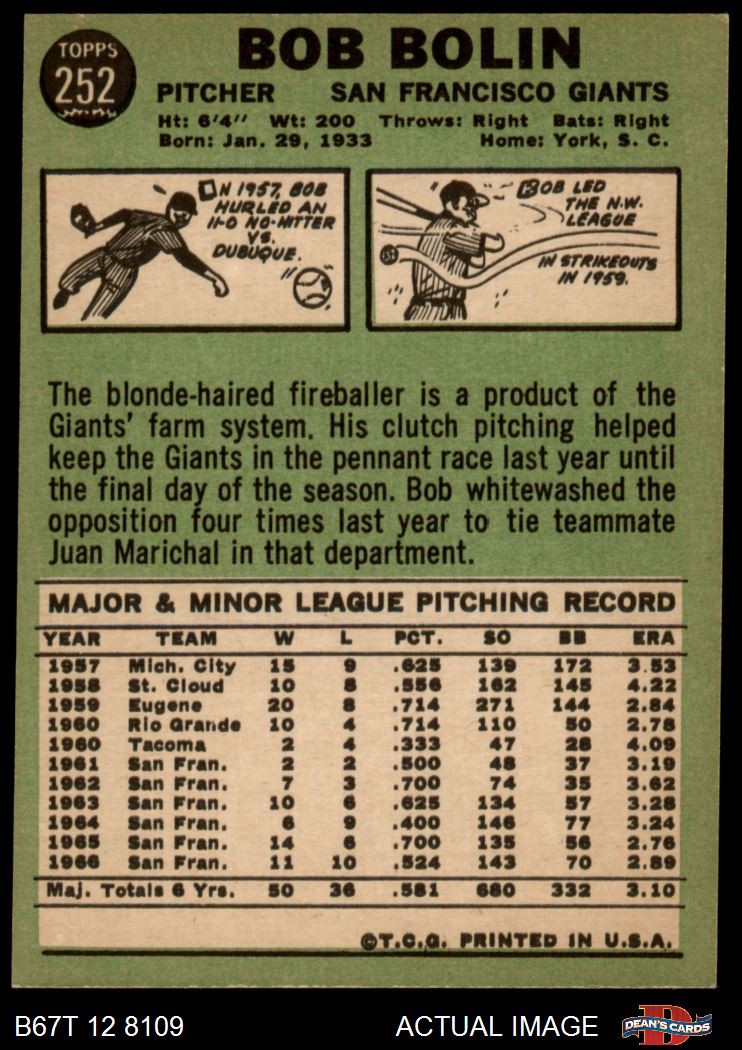 TOPPS
252
BOB BOLIN
PITCHER SAN FRANCISCO GIANTS
Ht: 6'4" Wt: 200 Throws: Right Bats: Right
Born: Jan. 29, 1933 Home: York, S. C.
IN 1957, BOB
HURLED AN
11-0 NO-HITTER
VS.
DUBUQUE.
BOB LED
THE N.W.
LEAGUE
IN STRIKEOUTS
IN 1959.
The blonde-haired fireballer is a product of the
Giants' farm system. His clutch pitching helped
keep the Giants in the pennant race last year until
the final day of the season. Bob whitewashed the
opposition four times last year to tie teammate
Juan Marichal in that department.
MAJOR & MINOR LEAGUE PITCHING RECORD
YEAR TEAM W L PCT. SO BB ERA
1957 Mich. City 15 9 .625 139 172 3.53
1958 St. Cloud 10 8 .556 162 145 4.22
1959 Eugene 20 8 .714 271 144 2.84
1960 Rio Grande 10 4 .714 110 50 2.78
1960 Tacoma 2 4 .333 47 28 4.09
1961 San Fran. 2 2 .500 48 37 3.19
1962 San Fran. 7 3 .700 74 35 3.62
1963 San Fran. 10 6 .625 134 57 3.28
1964 San Fran. 6 9 .400 146 77 3.24
1965 San Fran. 14 6 .700 135 56 2.76
1966 San Fran. 11 10 .524 143 70 2.89
Maj. Totals 6 Yrs. 50 36 .581 680 332 3.10
©T.C.G. PRINTED IN U.S.A.
B67T 12 8109 ACTUAL IMAGE
D
DEAN'S CARDS